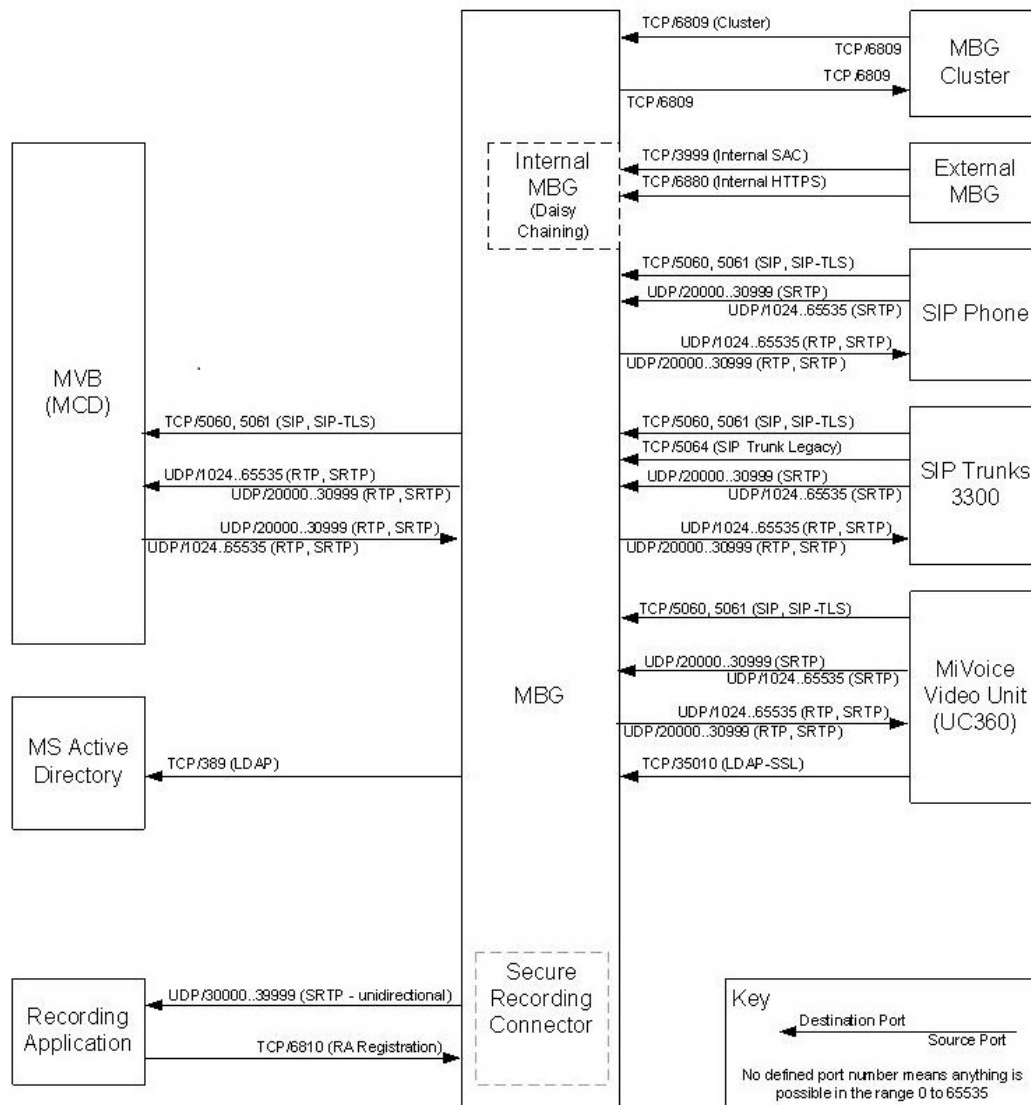 TCP/6809 (Cluster)
TCP/6809
TCP/6809
TCP/6809
MBG
Cluster
Internal
MBG
(Daisy
Chaining)
TCP/3999 (Internal SAC)
TCP/6880 (Internal HTTPS)
External
MBG
TCP/5060, 5061 (SIP, SIP-TLS)
UDP/20000..30999 (SRTP)
UDP/1024..65535 (SRTP)
UDP/1024..65535 (RTP, SRTP)
UDP/20000..30999 (RTP, SRTP)
SIP Phone
MVB
(MCD)
TCP/5060, 5061 (SIP, SIP-TLS)
UDP/1024..65535 (RTP, SRTP)
UDP/20000..30999 (RTP, SRTP)
UDP/20000..30999 (RTP, SRTP)
UDP/1024..65535 (RTP, SRTP)
TCP/5060, 5061 (SIP, SIP-TLS)
TCP/5064 (SIP Trunk Legacy)
UDP/20000..30999 (SRTP)
UDP/1024..65535 (SRTP)
UDP/1024..65535 (RTP, SRTP)
UDP/20000..30999 (RTP, SRTP)
SIP Trunks
3300
MBG
TCP/5060, 5061 (SIP, SIP-TLS)
UDP/20000..30999 (SRTP)
UDP/1024..65535 (SRTP)
UDP/1024..65535 (RTP, SRTP)
UDP/20000..30999 (RTP, SRTP)
TCP/35010 (LDAP-SSL)
MiVoice
Video Unit
(UC360)
MS Active
Directory
TCP/389 (LDAP)
Recording
Application
UDP/30000..39999 (SRTP - unidirectional)
TCP/6810 (RA Registration)
Secure
Recording
Connector
Key
Destination Port
Source Port
No defined port number means anything is
possible in the range 0 to 65535